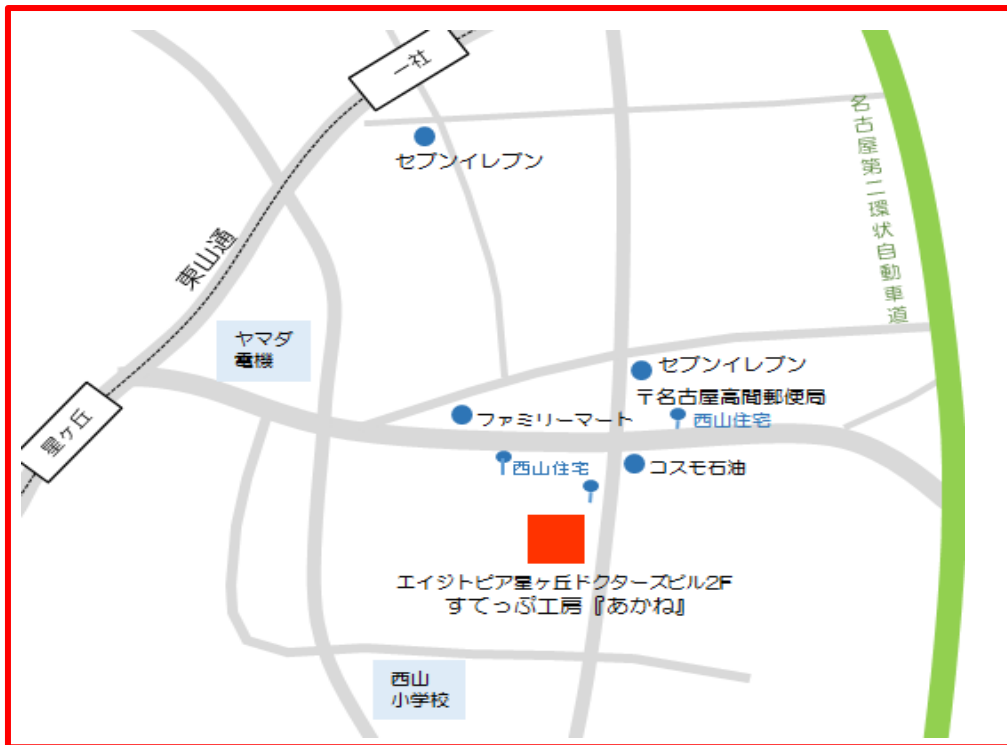 一社
セブンイレブン
名古屋第二環状自動車道
東山通
ヤマダ
電機
セブンイレブン
〒名古屋高間郵便局
星ヶ丘
ファミリーマート
西山住宅
西山住宅
コスモ石油
エイジトピア星ヶ丘ドクターズビル2F
すてっぷ工房『あかね』
西山
小学校